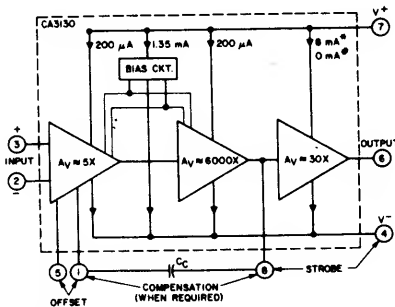 CA3130
V+
7
200 µA
1.35 mA
200 µA
8 mA*
0 mA#
BIAS CKT.
+
3
INPUT
2
−
AV ≈ 5X
AV ≈ 6000X
AV ≈ 30X
OUTPUT
6
V−
4
CC
5
1
8
STROBE
OFFSET
COMPENSATION
(WHEN REQUIRED)